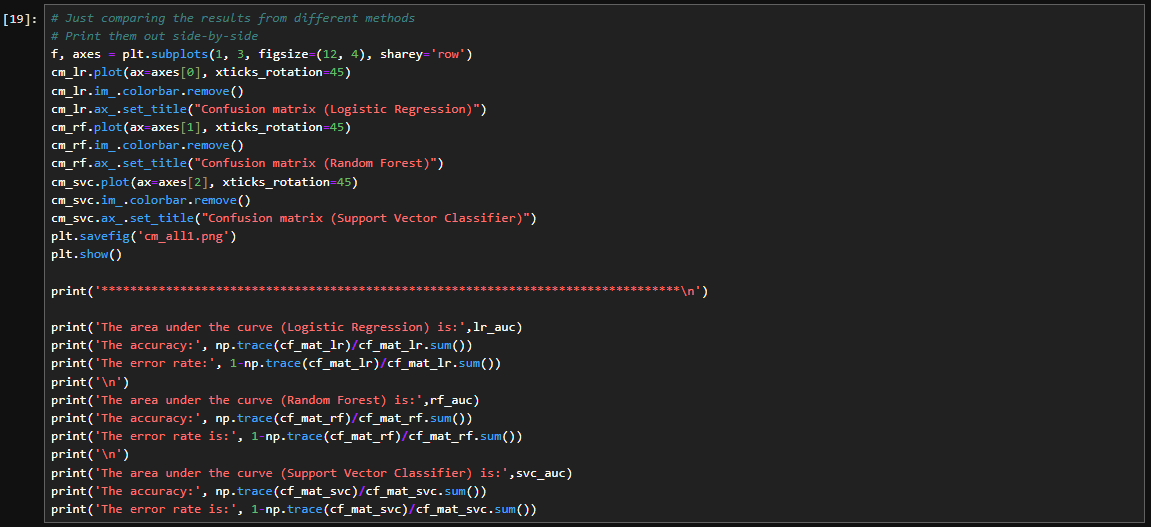 [19]:
# Just comparing the results from different methods
# Print them out side-by-side
f, axes = plt.subplots(1, 3, figsize=(12, 4), sharey='row')
cm_lr.plot(ax=axes[0], xticks_rotation=45)
cm_lr.im_.colorbar.remove()
cm_lr.ax_.set_title("Confusion matrix (Logistic Regression)")
cm_rf.plot(ax=axes[1], xticks_rotation=45)
cm_rf.im_.colorbar.remove()
cm_rf.ax_.set_title("Confusion matrix (Random Forest)")
cm_svc.plot(ax=axes[2], xticks_rotation=45)
cm_svc.im_.colorbar.remove()
cm_svc.ax_.set_title("Confusion matrix (Support Vector Classifier)")
plt.savefig('cm_all1.png')
plt.show()
print('*********************************************************************************\n')
print('The area under the curve (Logistic Regression) is:',lr_auc)
print('The accuracy:', np.trace(cf_mat_lr)/cf_mat_lr.sum())
print('The error rate:', 1-np.trace(cf_mat_lr)/cf_mat_lr.sum())
print('\n')
print('The area under the curve (Random Forest) is:',rf_auc)
print('The accuracy:', np.trace(cf_mat_rf)/cf_mat_rf.sum())
print('The error rate is:', 1-np.trace(cf_mat_rf)/cf_mat_rf.sum())
print('\n')
print('The area under the curve (Support Vector Classifier) is:',svc_auc)
print('The accuracy:', np.trace(cf_mat_svc)/cf_mat_svc.sum())
print('The error rate is:', 1-np.trace(cf_mat_svc)/cf_mat_svc.sum())